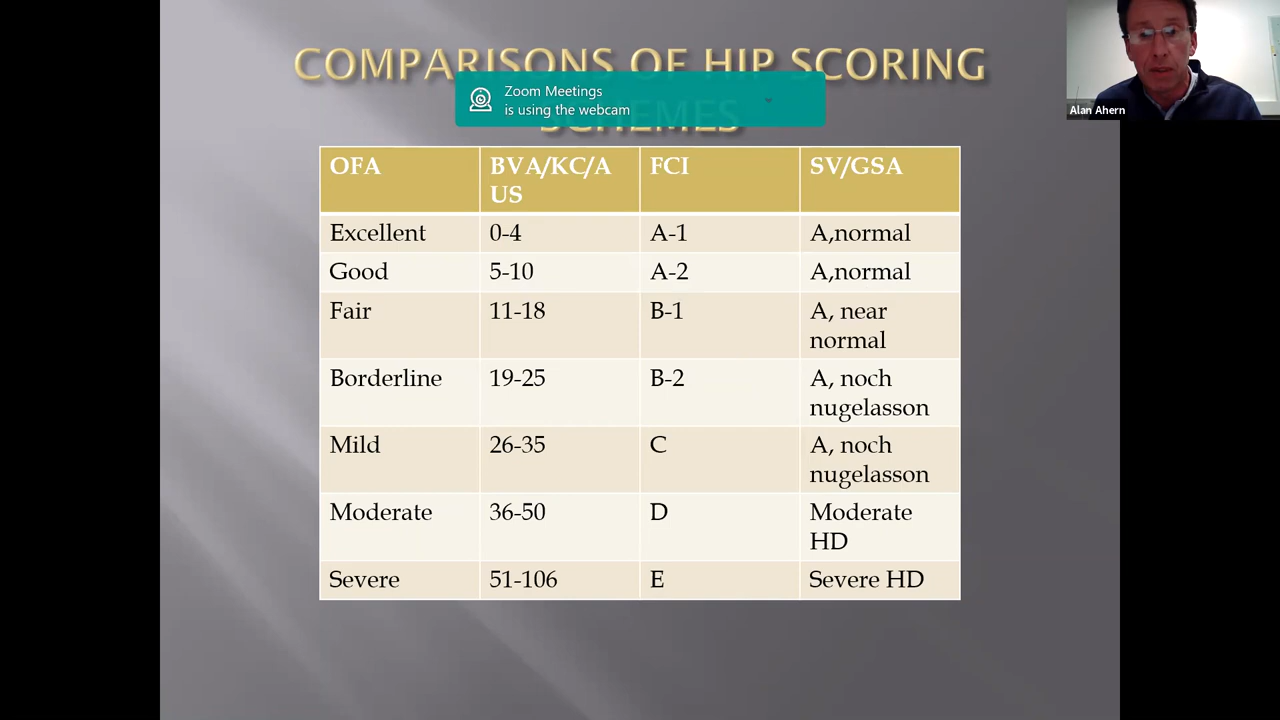 COMPARISONS OF HIP SCORING
SCHEMES
Zoom Meetings
is using the webcam
Alan Ahern
OFA BVA/KC/A
US FCI SV/GSA
Excellent 0-4 A-1 A,normal
Good 5-10 A-2 A,normal
Fair 11-18 B-1 A, near
normal
Borderline 19-25 B-2 A, noch
nugelasson
Mild 26-35 C A, noch
nugelasson
Moderate 36-50 D Moderate
HD
Severe 51-106 E Severe HD